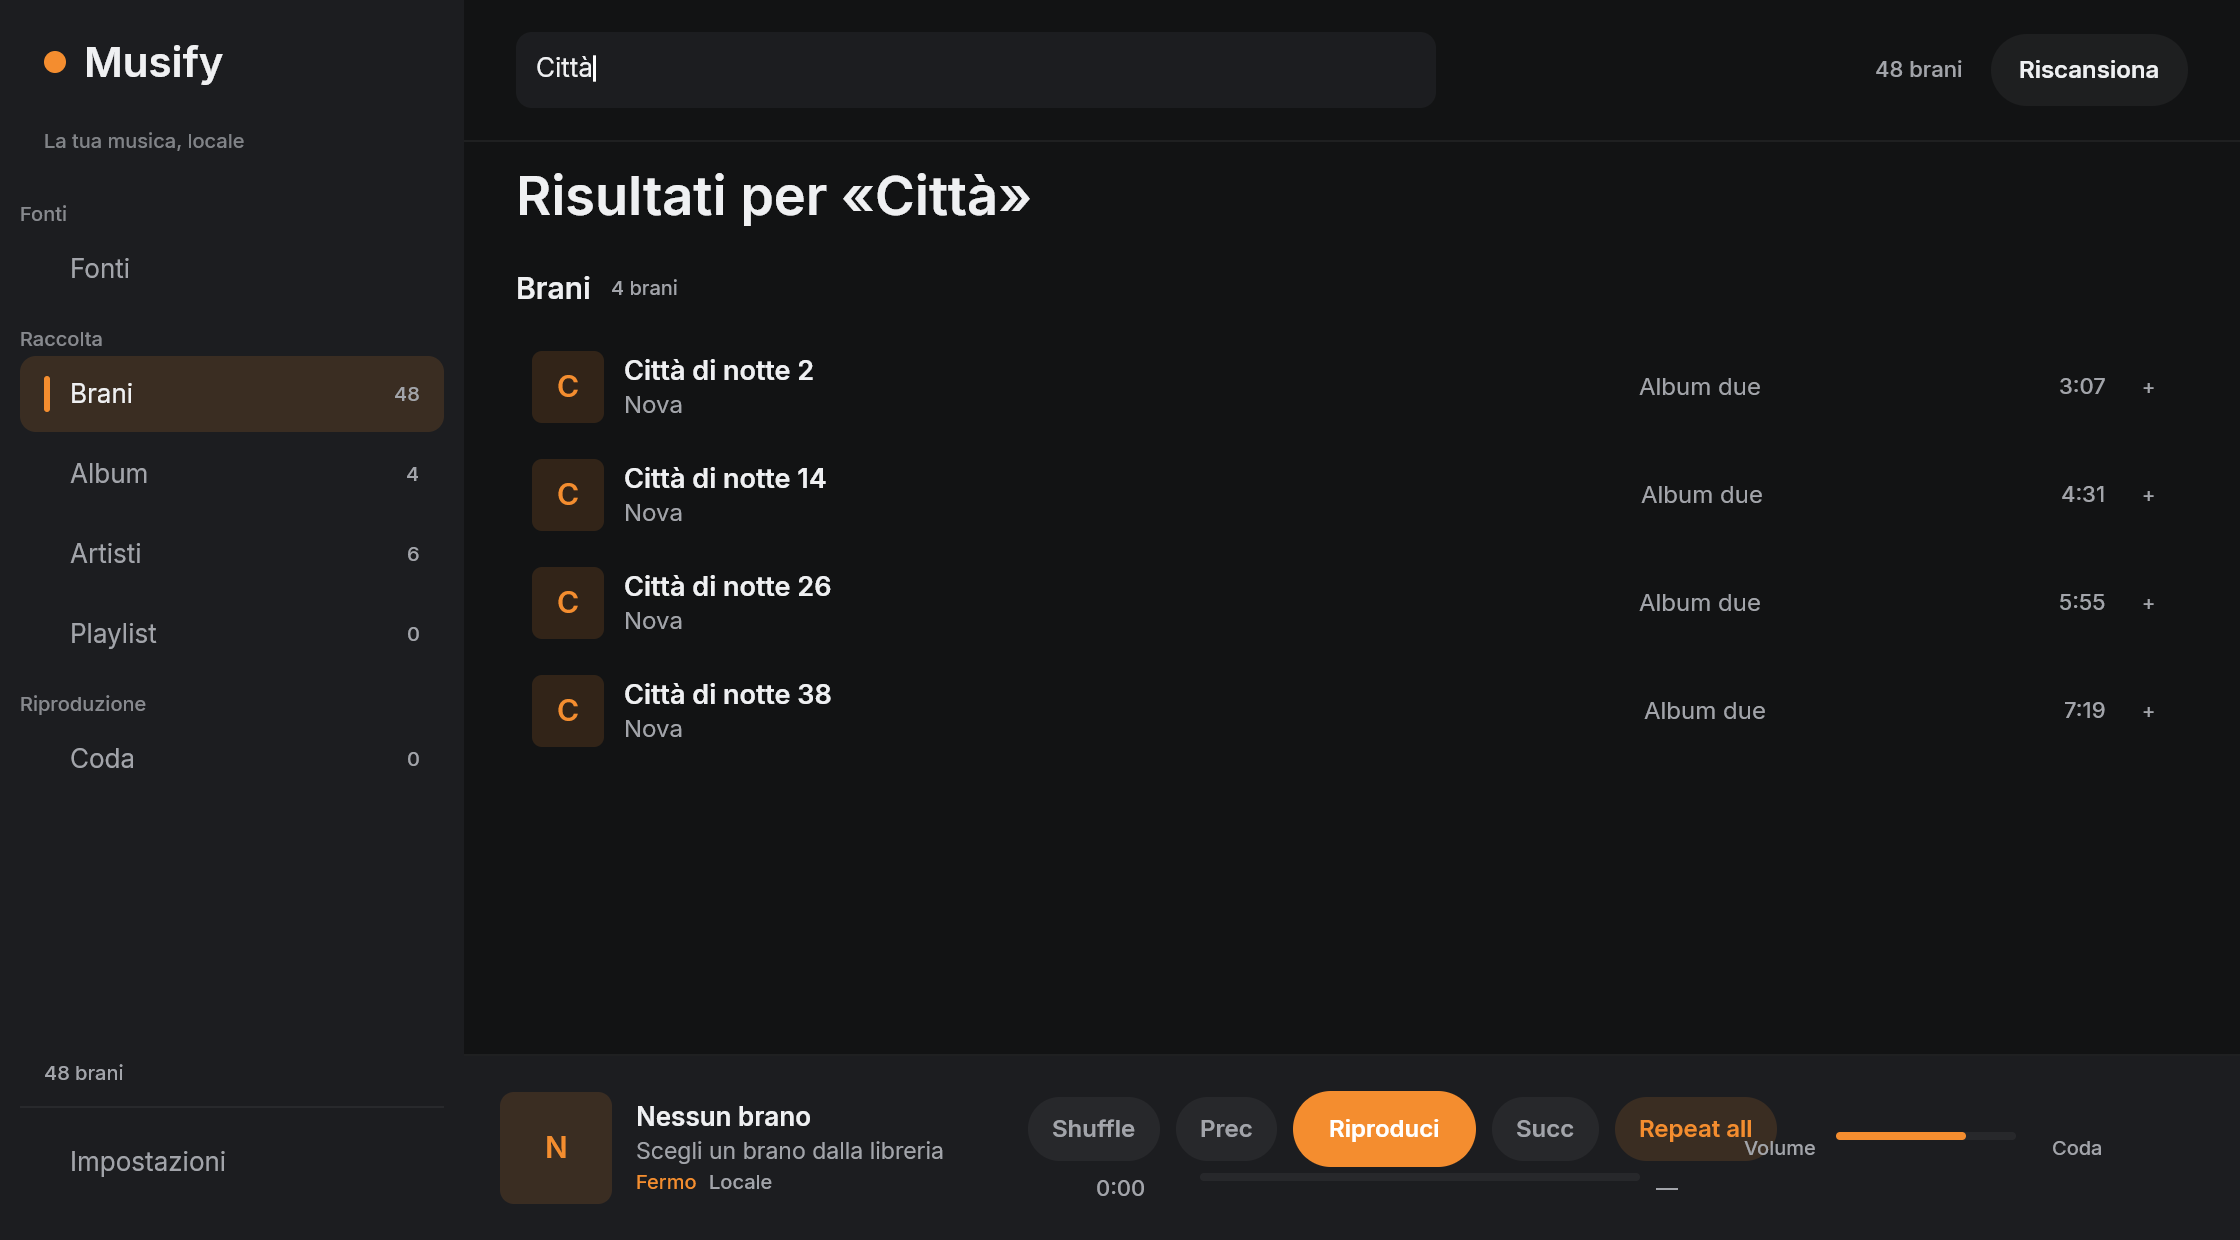 Musify
La tua musica, locale
Fonti
Fonti
Raccolta
Brani 48
Album 4
Artisti 6
Playlist 0
Riproduzione
Coda 0
48 brani
Impostazioni
Città
48 brani
Riscansiona
Risultati per «Città»
Brani 4 brani
C
Città di notte 2
Nova
Album due
3:07
+
C
Città di notte 14
Nova
Album due
4:31
+
C
Città di notte 26
Nova
Album due
5:55
+
C
Città di notte 38
Nova
Album due
7:19
+
N
Nessun brano
Scegli un brano dalla libreria
Fermo Locale
Shuffle
Prec
Riproduci
Succ
Repeat all
0:00
—
Volume
Coda